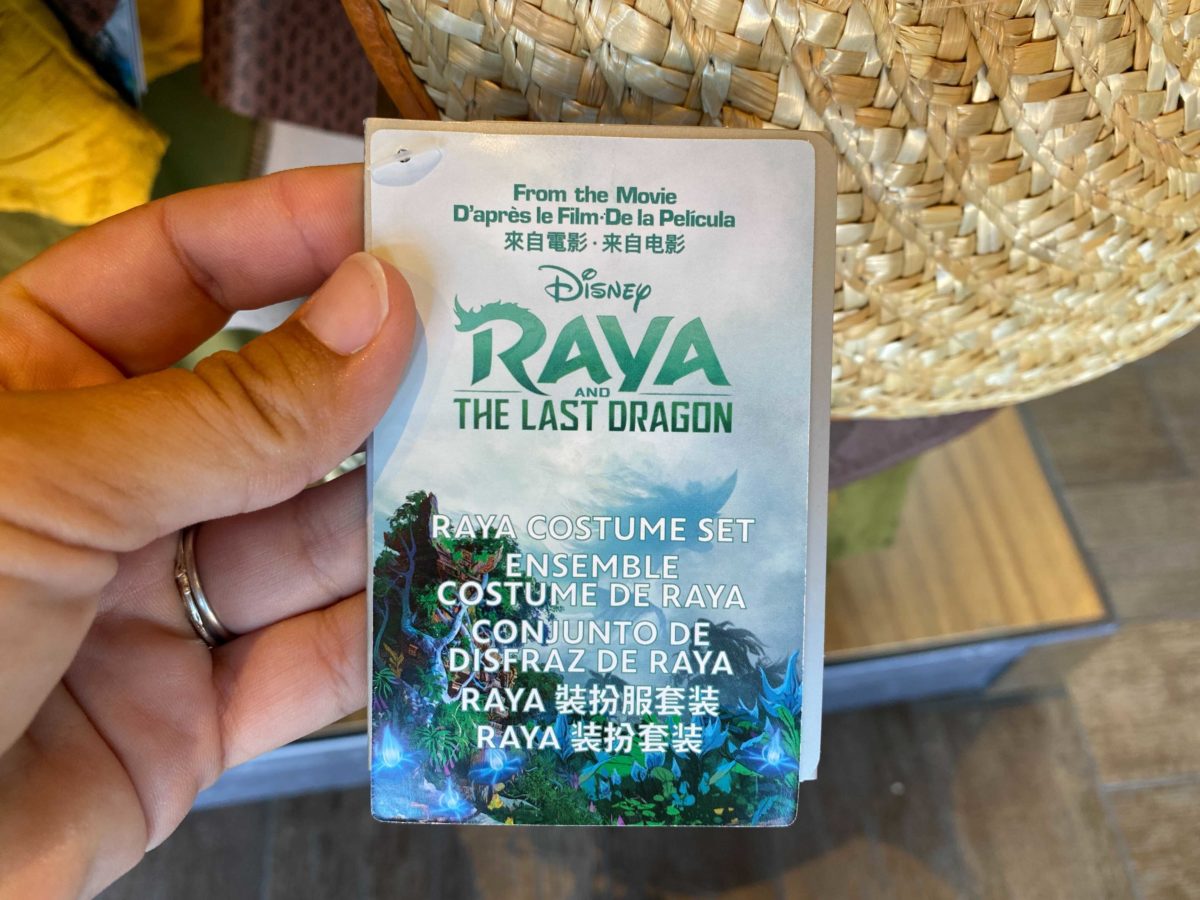 From the Movie
D'après le Film·De la Película
來自電影·来自电影
Disney
RAYA
AND
THE LAST DRAGON
RAYA COSTUME SET
ENSEMBLE
COSTUME DE RAYA
CONJUNTO DE
DISFRAZ DE RAYA
RAYA 裝扮服套裝
RAYA 装扮套装